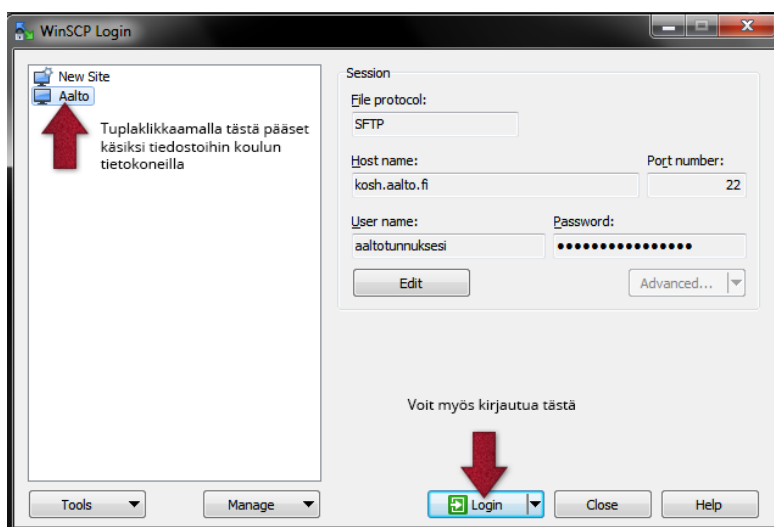 WinSCP Login
New Site
Aalto
Tuplaklikkaamalla tästä pääset
käsiksi tiedostoihin koulun
tietokoneilla
Session
File protocol:
SFTP
Host name:
Port number:
kosh.aalto.fi
22
User name:
Password:
aaltotunnuksesi
••••••••••••••••
Edit
Advanced...
Voit myös kirjautua tästä
Tools
Manage
Login
Close
Help